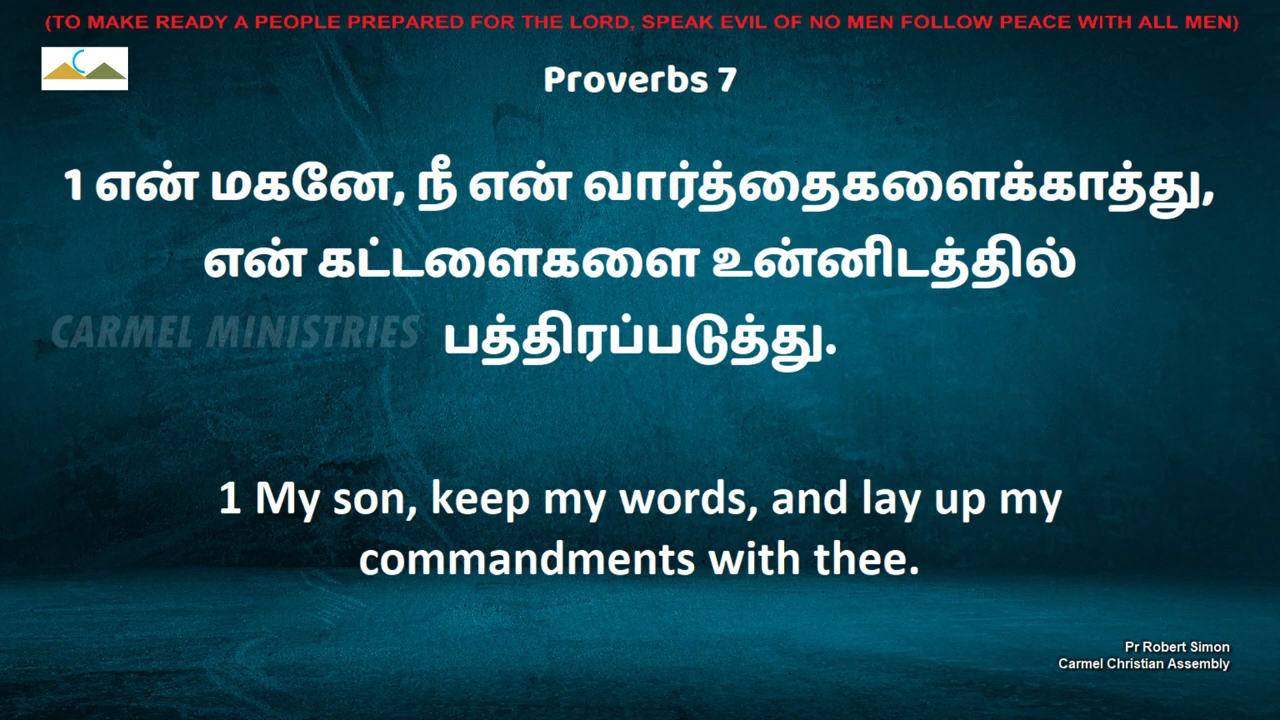 (TO MAKE READY A PEOPLE PREPARED FOR THE LORD, SPEAK EVIL OF NO MEN FOLLOW PEACE WITH ALL MEN)
Proverbs 7
1 என் மகனே, நீ என் வார்த்தைகளைக்காத்து,
என் கட்டளைகளை உன்னிடத்தில்
CARMEL MINISTRIES
பத்திரப்படுத்து.
1 My son, keep my words, and lay up my
commandments with thee.
Pr Robert Simon
Carmel Christian Assembly